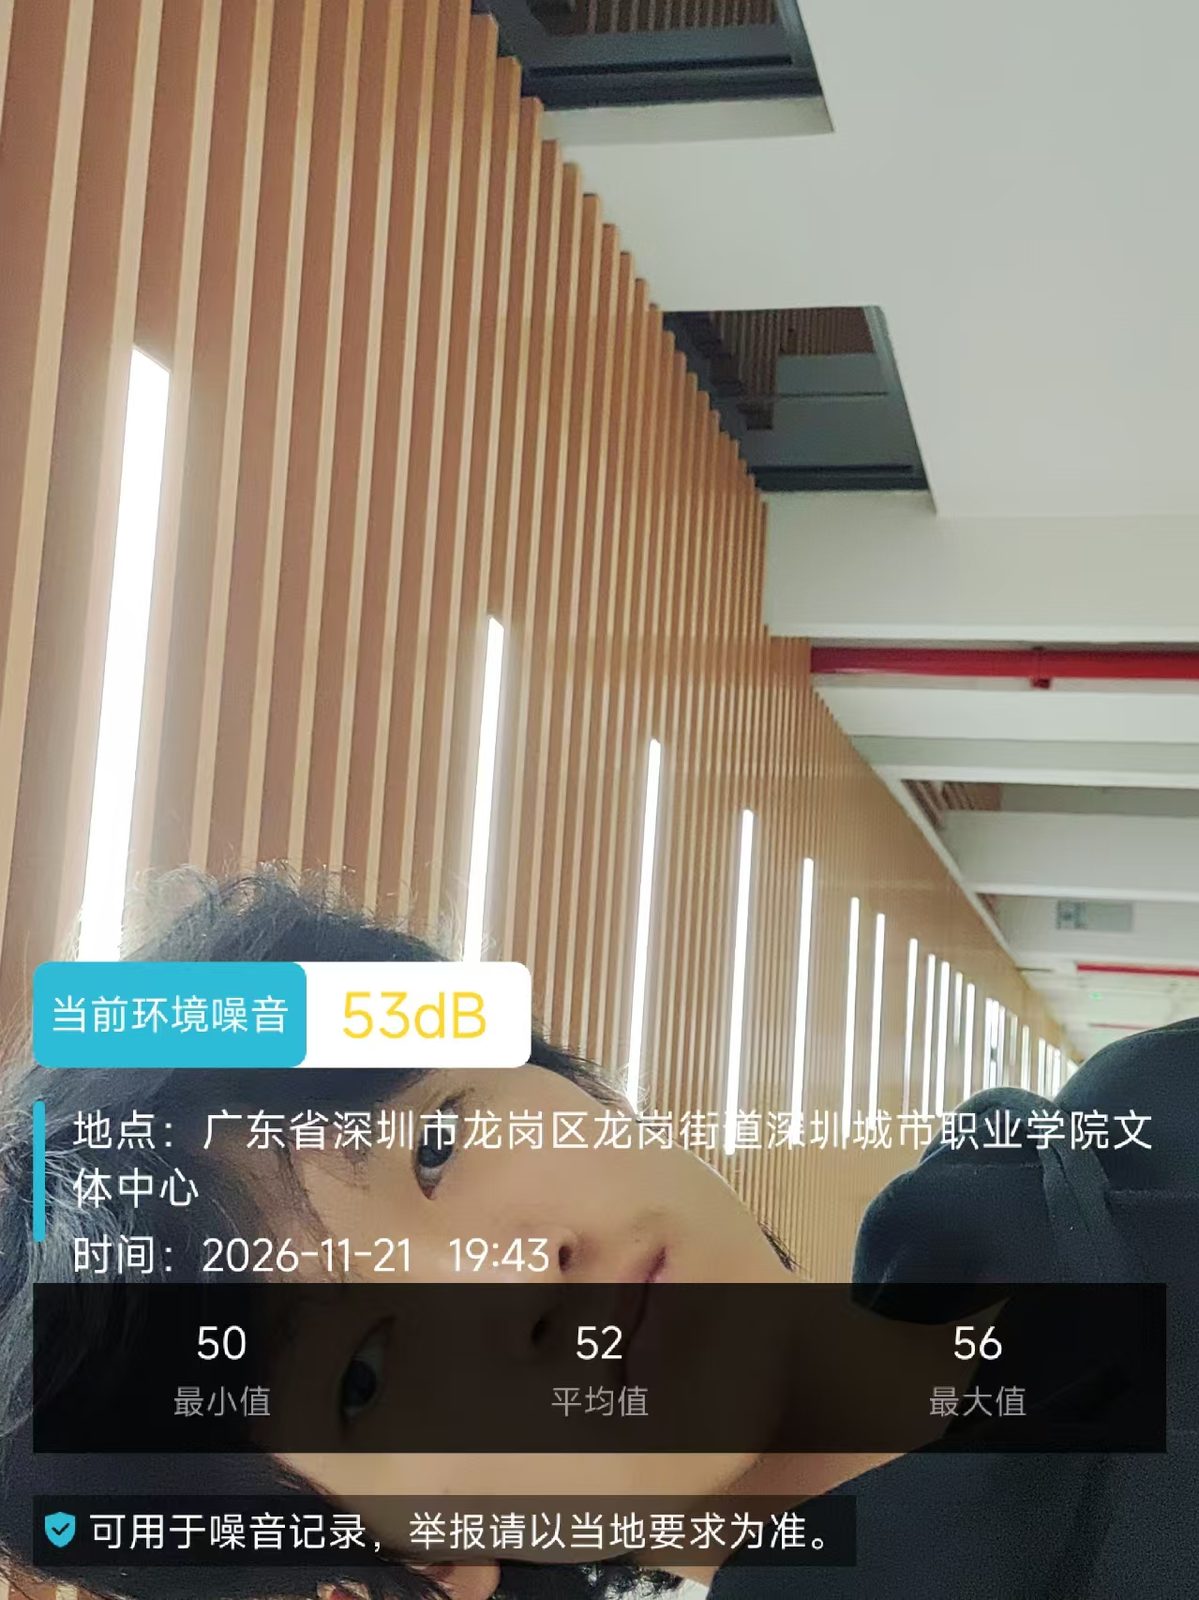 当前环境噪音 53dB
地点：广东省深圳市龙岗区龙岗街道深圳城市职业学院文
体中心
时间：2026-11-21 19:43
50 52 56
最小值 平均值 最大值
可用于噪音记录，举报请以当地要求为准。